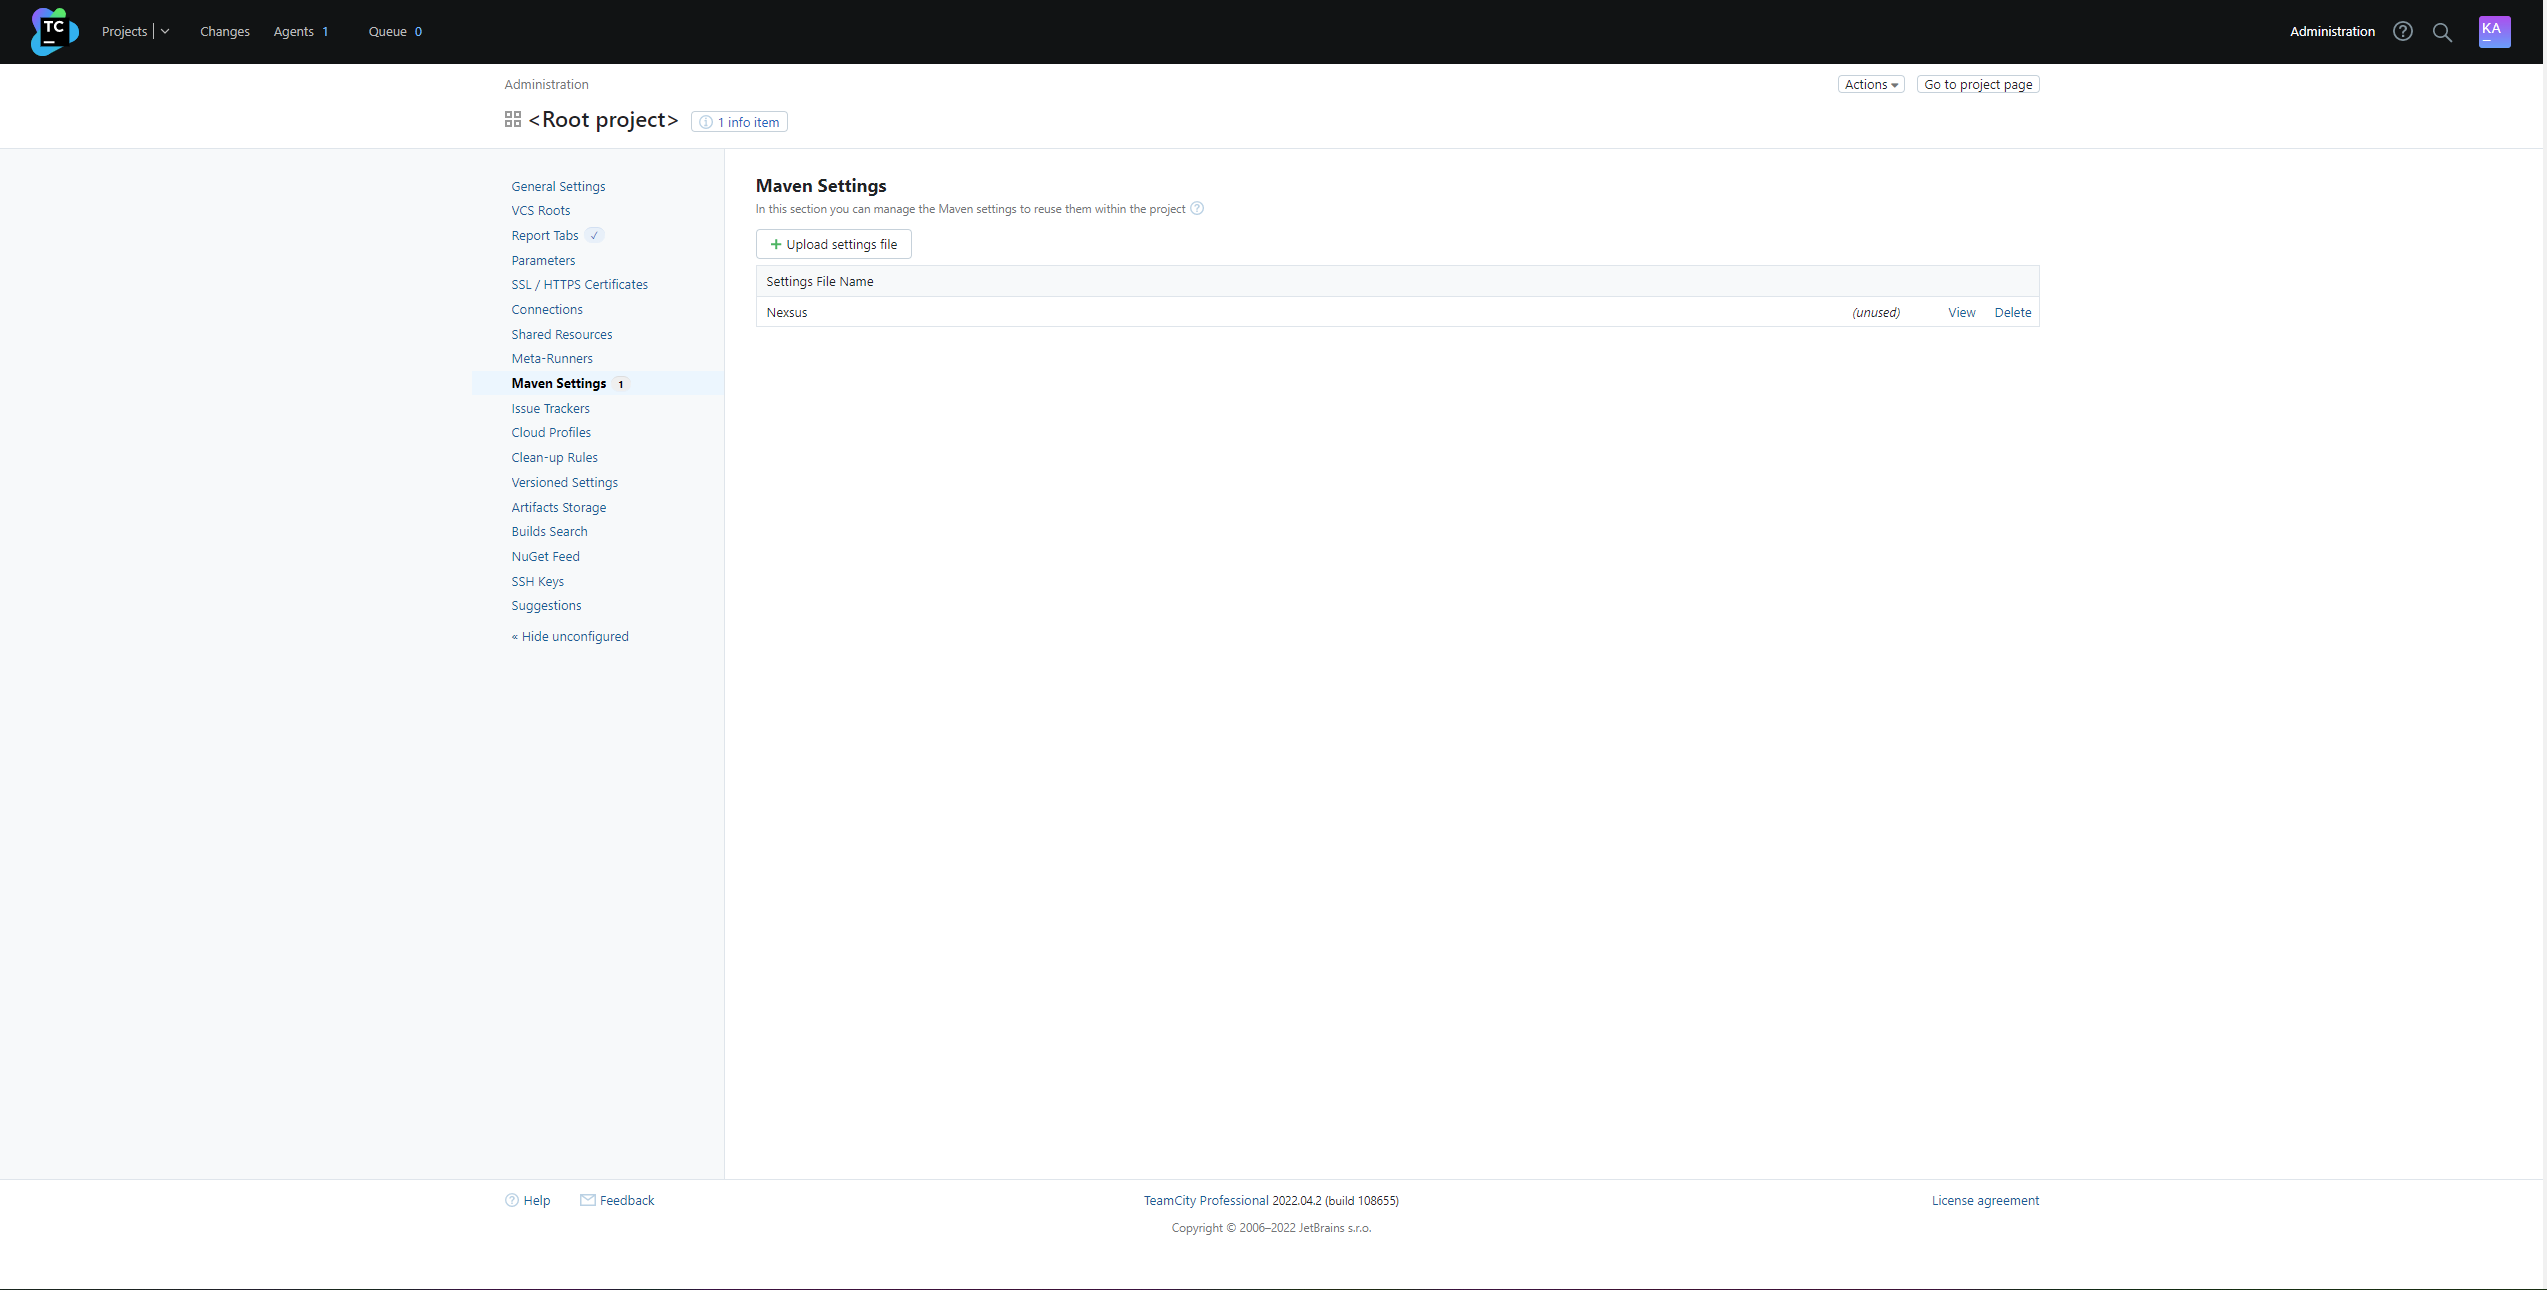 TC Projects Changes Agents 1 Queue 0 Administration KA
Administration Actions Go to project page
<Root project> 1 info item
General Settings
VCS Roots
Report Tabs ✓
Parameters
SSL / HTTPS Certificates
Connections
Shared Resources
Meta-Runners
Maven Settings 1
Issue Trackers
Cloud Profiles
Clean-up Rules
Versioned Settings
Artifacts Storage
Builds Search
NuGet Feed
SSH Keys
Suggestions
« Hide unconfigured
Maven Settings
In this section you can manage the Maven settings to reuse them within the project
+ Upload settings file
Settings File Name
Nexsus (unused) View Delete
Help Feedback TeamCity Professional 2022.04.2 (build 108655) License agreement
Copyright © 2006–2022 JetBrains s.r.o.